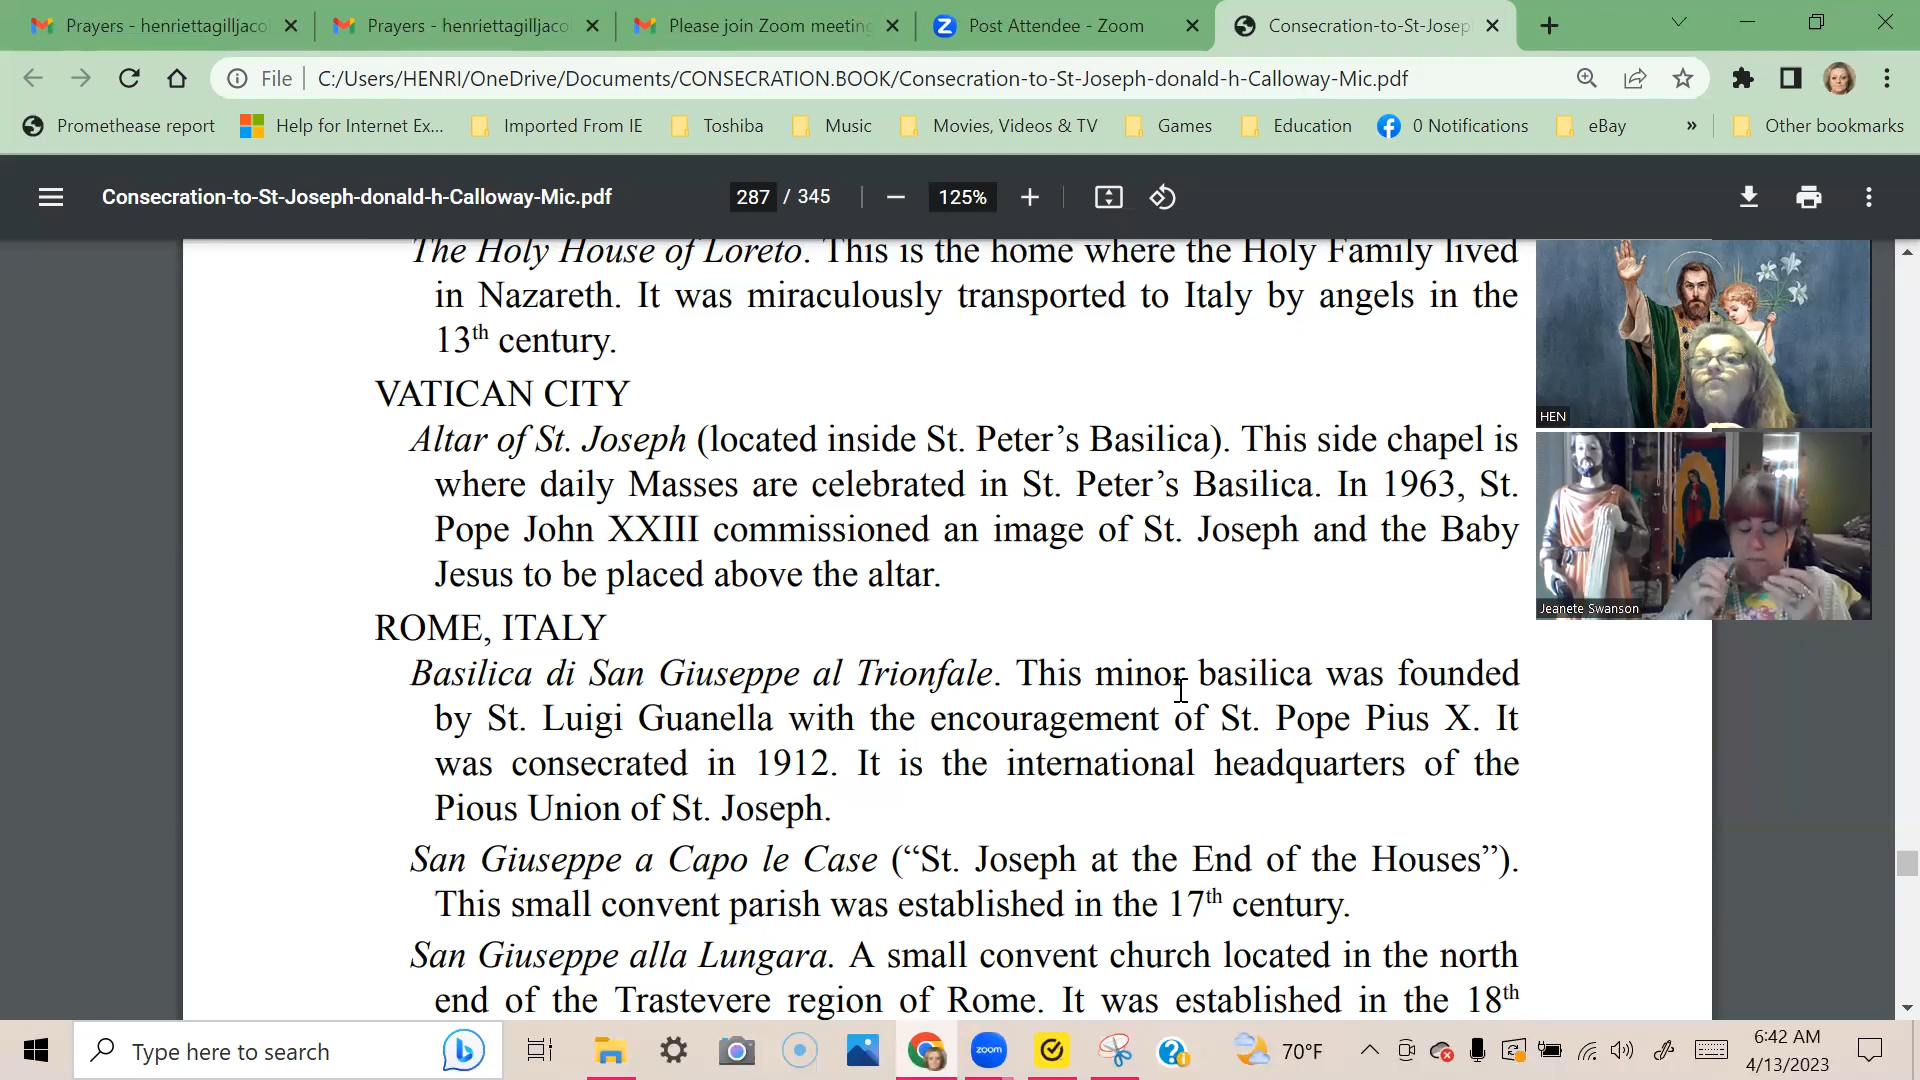 Prayers - henriettagilljaco
Prayers - henriettagilljaco
Please join Zoom meeting
Post Attendee - Zoom
Consecration-to-St-Josep
File
C:/Users/HENRI/OneDrive/Documents/CONSECRATION.BOOK/Consecration-to-St-Joseph-donald-h-Calloway-Mic.pdf
Promethease report
Help for Internet Ex...
Imported From IE
Toshiba
Music
Movies, Videos & TV
Games
Education
0 Notifications
eBay
»
Other bookmarks
Consecration-to-St-Joseph-donald-h-Calloway-Mic.pdf
287 / 345
125%
The Holy House of Loreto. This is the home where the Holy Family lived
in Nazareth. It was miraculously transported to Italy by angels in the
13th century.
VATICAN CITY
Altar of St. Joseph (located inside St. Peter’s Basilica). This side chapel is
where daily Masses are celebrated in St. Peter’s Basilica. In 1963, St.
Pope John XXIII commissioned an image of St. Joseph and the Baby
Jesus to be placed above the altar.
ROME, ITALY
Basilica di San Giuseppe al Trionfale. This minor basilica was founded
by St. Luigi Guanella with the encouragement of St. Pope Pius X. It
was consecrated in 1912. It is the international headquarters of the
Pious Union of St. Joseph.
San Giuseppe a Capo le Case (“St. Joseph at the End of the Houses”).
This small convent parish was established in the 17th century.
San Giuseppe alla Lungara. A small convent church located in the north
end of the Trastevere region of Rome. It was established in the 18th
HEN
Jeanete Swanson
Type here to search
zoom
70°F
6:42 AM
4/13/2023